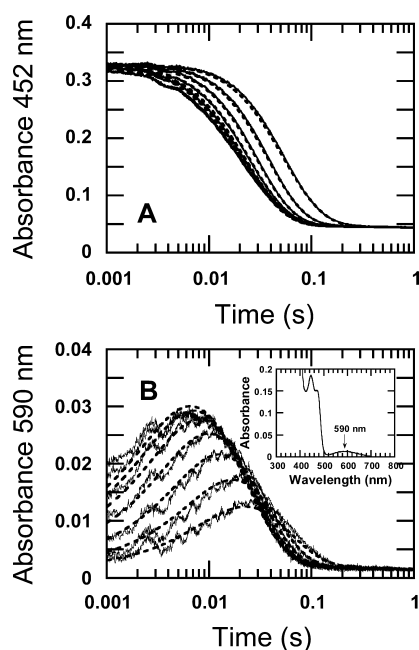 Absorbance 452 nm
0.4
0.3
0.2
0.1
0
A
0.001
0.01
0.1
1
Time (s)
Absorbance 590 nm
0.04
0.03
0.02
0.01
0
B
0.001
0.01
0.1
1
Time (s)
Absorbance
0.2
0.15
0.1
0.05
0
590 nm
300 400 500 600 700 800
Wavelength (nm)